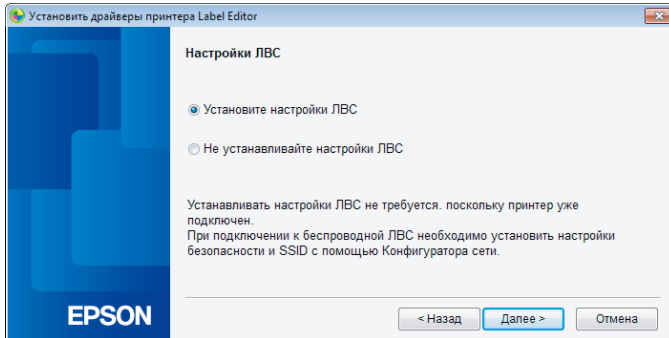 Установить драйверы принтера Label Editor
Настройки ЛВС
Установите настройки ЛВС
Не устанавливайте настройки ЛВС
Устанавливать настройки ЛВС не требуется. поскольку принтер уже
подключен.
При подключении к беспроводной ЛВС необходимо установить настройки
безопасности и SSID с помощью Конфигуратора сети.
EPSON
< Назад
Далее >
Отмена